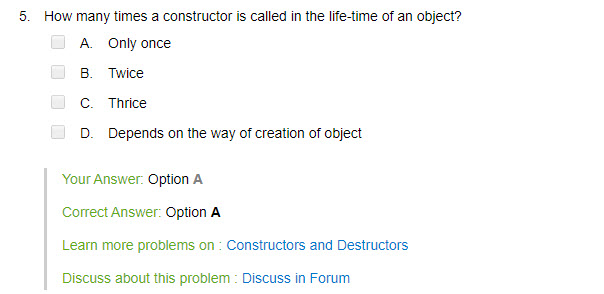 5. How many times a constructor is called in the life-time of an object?
A. Only once
B. Twice
C. Thrice
D. Depends on the way of creation of object
Your Answer: Option A
Correct Answer: Option A
Learn more problems on : Constructors and Destructors
Discuss about this problem : Discuss in Forum